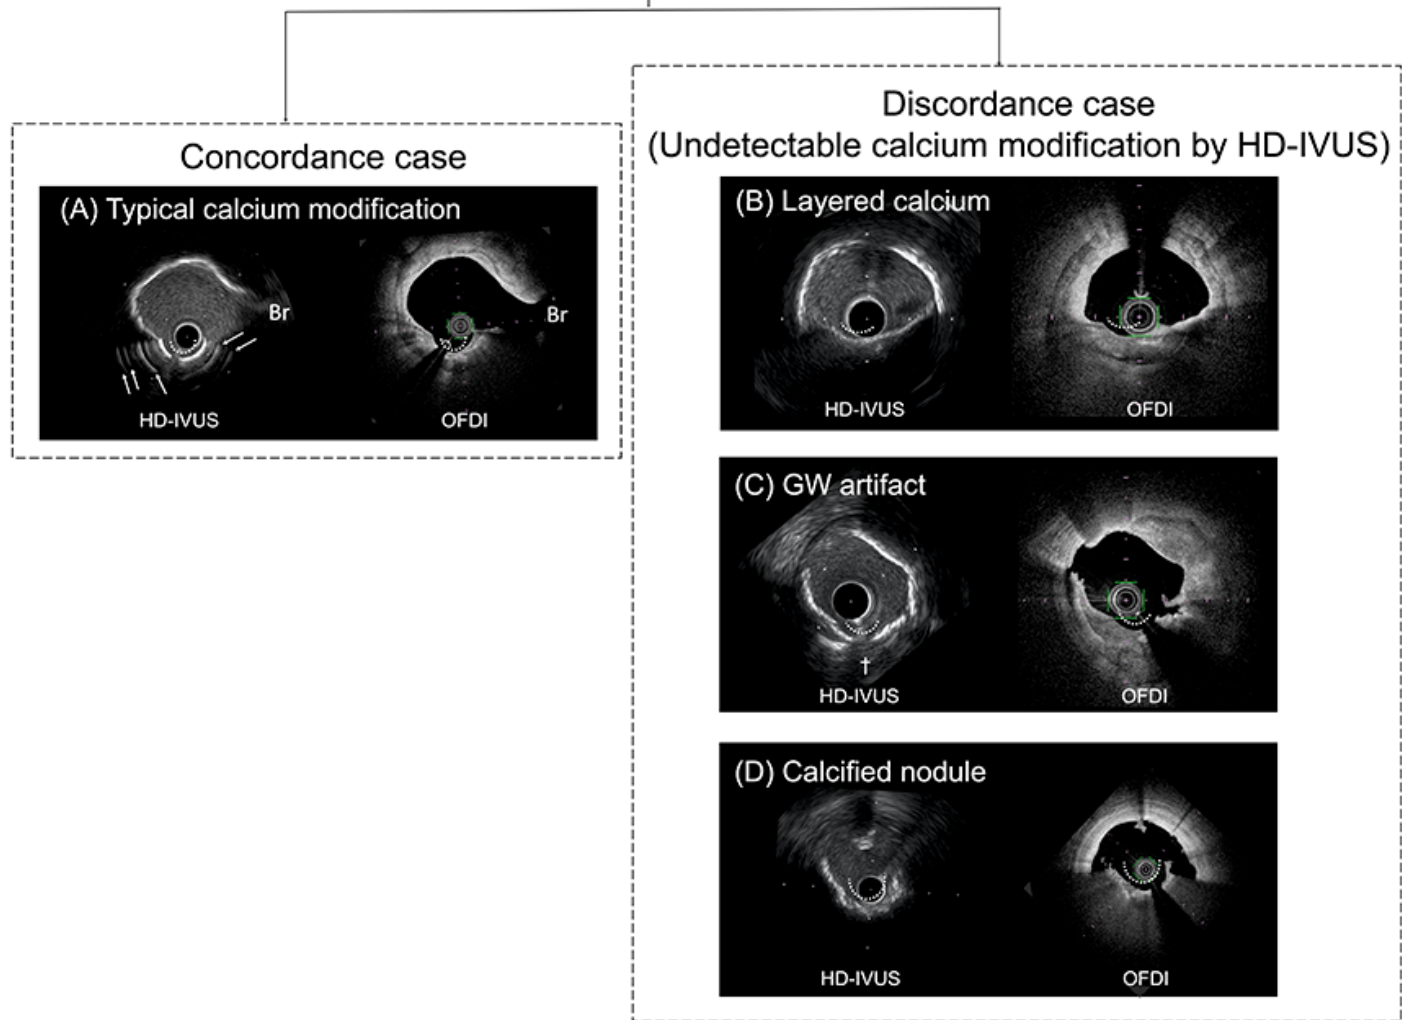 Concordance case
(A) Typical calcium modification
Br
Br
HD-IVUS
OFDI
Discordance case
(Undetectable calcium modification by HD-IVUS)
(B) Layered calcium
HD-IVUS
OFDI
(C) GW artifact
†
HD-IVUS
OFDI
(D) Calcified nodule
HD-IVUS
OFDI